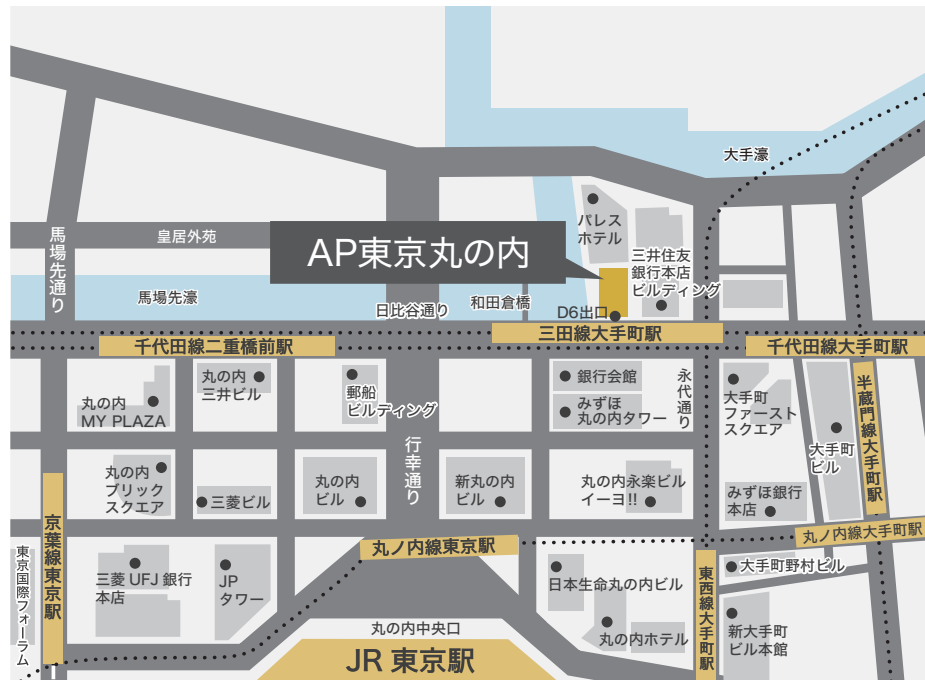 大手濠
パレス
ホテル
馬場先通り
皇居外苑
AP東京丸の内
三井住友
銀行本店
ビルディング
馬場先濠
日比谷通り
和田倉橋
D6出口
千代田線二重橋前駅
三田線大手町駅
千代田線大手町駅
丸の内
MY PLAZA
丸の内
三井ビル
郵船
ビルディング
銀行会館
みずほ
丸の内タワー
永代通り
大手町
ファースト
スクエア
半蔵門線大手町駅
行幸通り
大手町
ビル
丸の内
ブリック
スクエア
三菱ビル
丸の内
ビル
新丸の内
ビル
丸の内永楽ビル
イーヨ!!
みずほ銀行
本店
京葉線東京駅
丸ノ内線東京駅
丸ノ内線大手町駅
東京国際フォーラム
三菱UFJ銀行
本店
JP
タワー
日本生命丸の内ビル
東西線大手町駅
大手町野村ビル
丸の内中央口
丸の内ホテル
新大手町
ビル本館
JR 東京駅